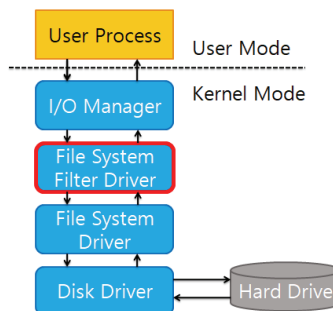 User Process
User Mode
Kernel Mode
I/O Manager
File System
Filter Driver
File System
Driver
Disk Driver
Hard Drive